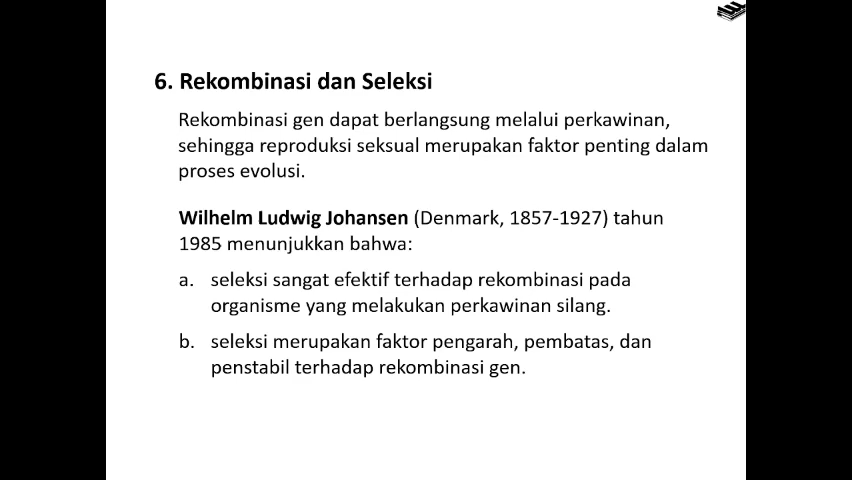 6. Rekombinasi dan Seleksi
Rekombinasi gen dapat berlangsung melalui perkawinan,
sehingga reproduksi seksual merupakan faktor penting dalam
proses evolusi.
Wilhelm Ludwig Johansen (Denmark, 1857-1927) tahun
1985 menunjukkan bahwa:
a. seleksi sangat efektif terhadap rekombinasi pada
organisme yang melakukan perkawinan silang.
b. seleksi merupakan faktor pengarah, pembatas, dan
penstabil terhadap rekombinasi gen.